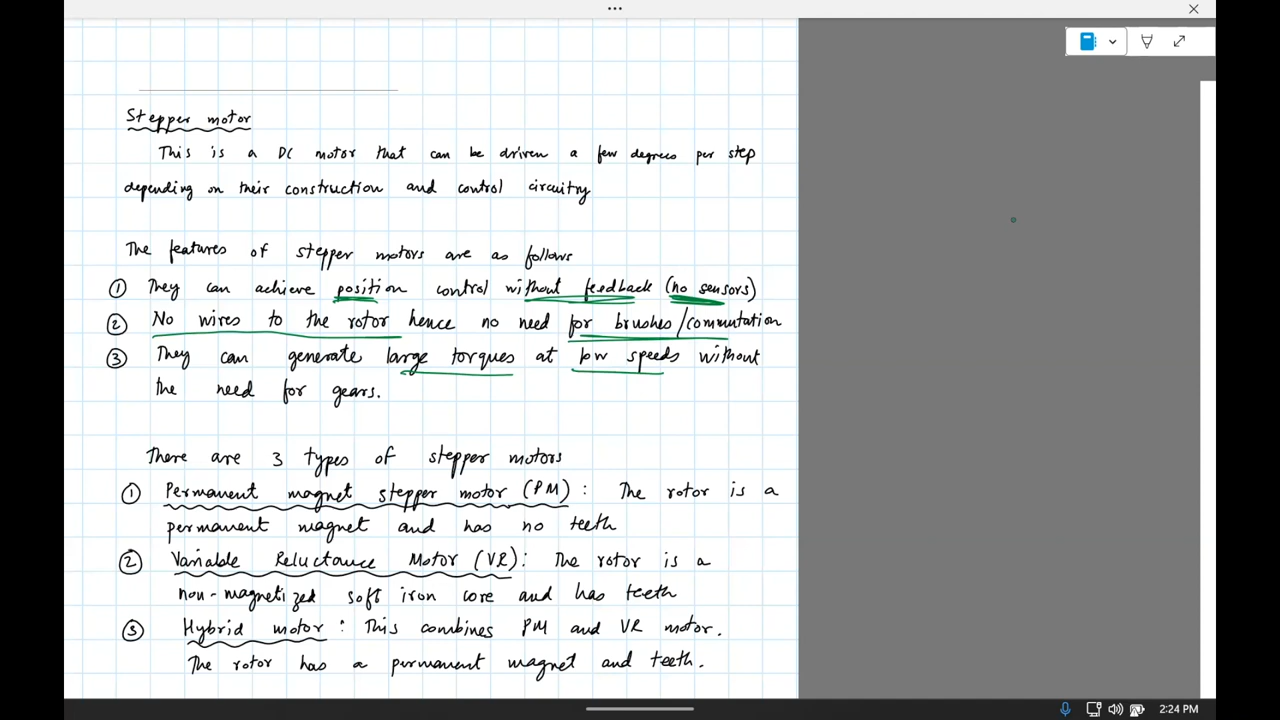 Stepper motor
This is a DC motor that can be driven a few degrees per step
depending on their construction and control circuitry
The features of stepper motors are as follows
① They can achieve position control without feedback (no sensors)
② No wires to the rotor hence no need for brushes/commutation
③ They can generate large torques at low speeds without
the need for gears.
There are 3 types of stepper motors
① Permanent magnet stepper motor (PM): The rotor is a
permanent magnet and has no teeth
② Variable Reluctance Motor (VR): The rotor is a
non-magnetized soft iron core and has teeth
③ Hybrid motor: This combines PM and VR motor.
The rotor has a permanent magnet and teeth.
2:24 PM